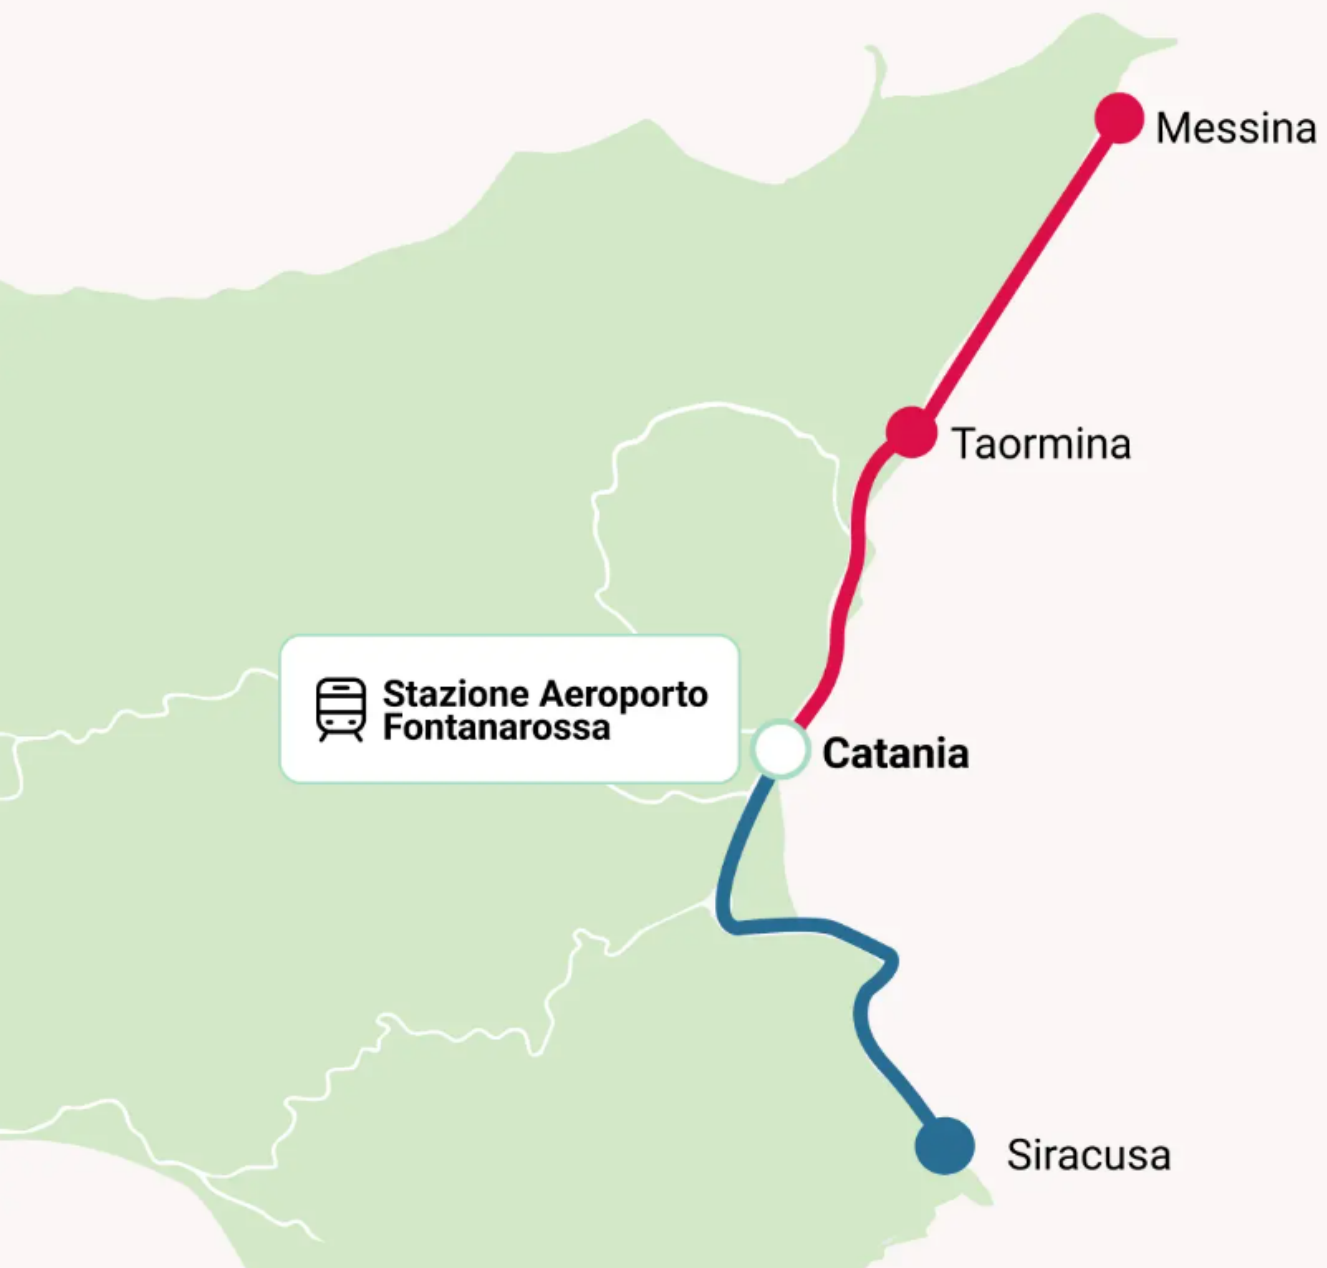 Messina
Taormina
Stazione Aeroporto
Fontanarossa
Catania
Siracusa